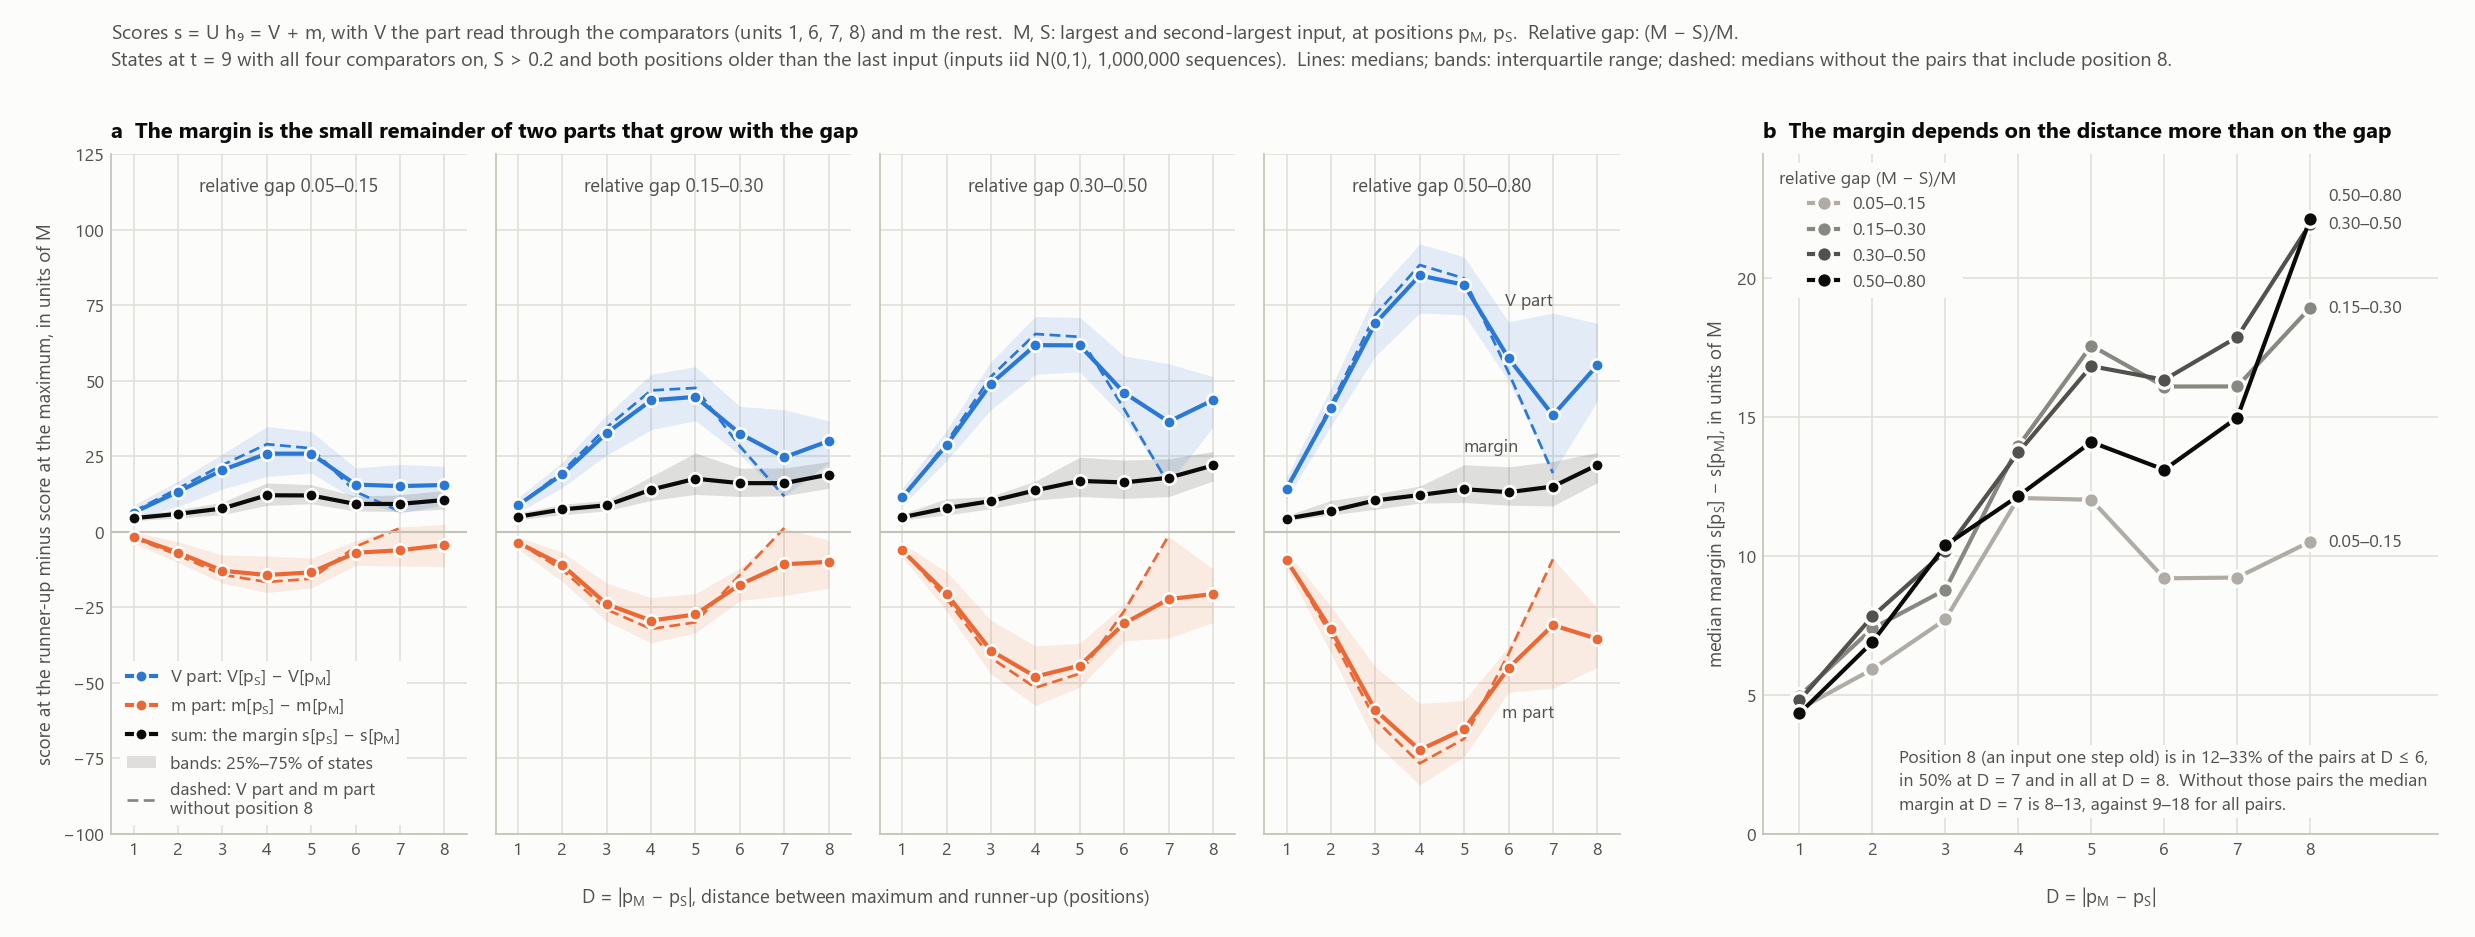 Scores s = U h₉ = V + m, with V the part read through the comparators (units 1, 6, 7, 8) and m the rest.  M, S: largest and second-largest input, at positions p_M, p_S.  Relative gap: (M − S)/M.
States at t = 9 with all four comparators on, S > 0.2 and both positions older than the last input (inputs iid N(0,1), 1,000,000 sequences).  Lines: medians; bands: interquartile range; dashed: medians without the pairs that include position 8.
a  The margin is the small remainder of two parts that grow with the gap
score at the runner-up minus score at the maximum, in units of M
125
100
75
50
25
0
−25
−50
−75
−100
relative gap 0.05–0.15
V part: V[p_S] − V[p_M]
m part: m[p_S] − m[p_M]
sum: the margin s[p_S] − s[p_M]
bands: 25%–75% of states
dashed: V part and m part
without position 8
1 2 3 4 5 6 7 8
relative gap 0.15–0.30
1 2 3 4 5 6 7 8
relative gap 0.30–0.50
1 2 3 4 5 6 7 8
relative gap 0.50–0.80
V part
margin
m part
1 2 3 4 5 6 7 8
D = |p_M − p_S|, distance between maximum and runner-up (positions)
b  The margin depends on the distance more than on the gap
median margin s[p_S] − s[p_M], in units of M
20
15
10
5
0
relative gap (M − S)/M
0.05–0.15
0.15–0.30
0.30–0.50
0.50–0.80
0.50–0.80
0.30–0.50
0.15–0.30
0.05–0.15
Position 8 (an input one step old) is in 12–33% of the pairs at D ≤ 6,
in 50% at D = 7 and in all at D = 8.  Without those pairs the median
margin at D = 7 is 8–13, against 9–18 for all pairs.
1 2 3 4 5 6 7 8
D = |p_M − p_S|